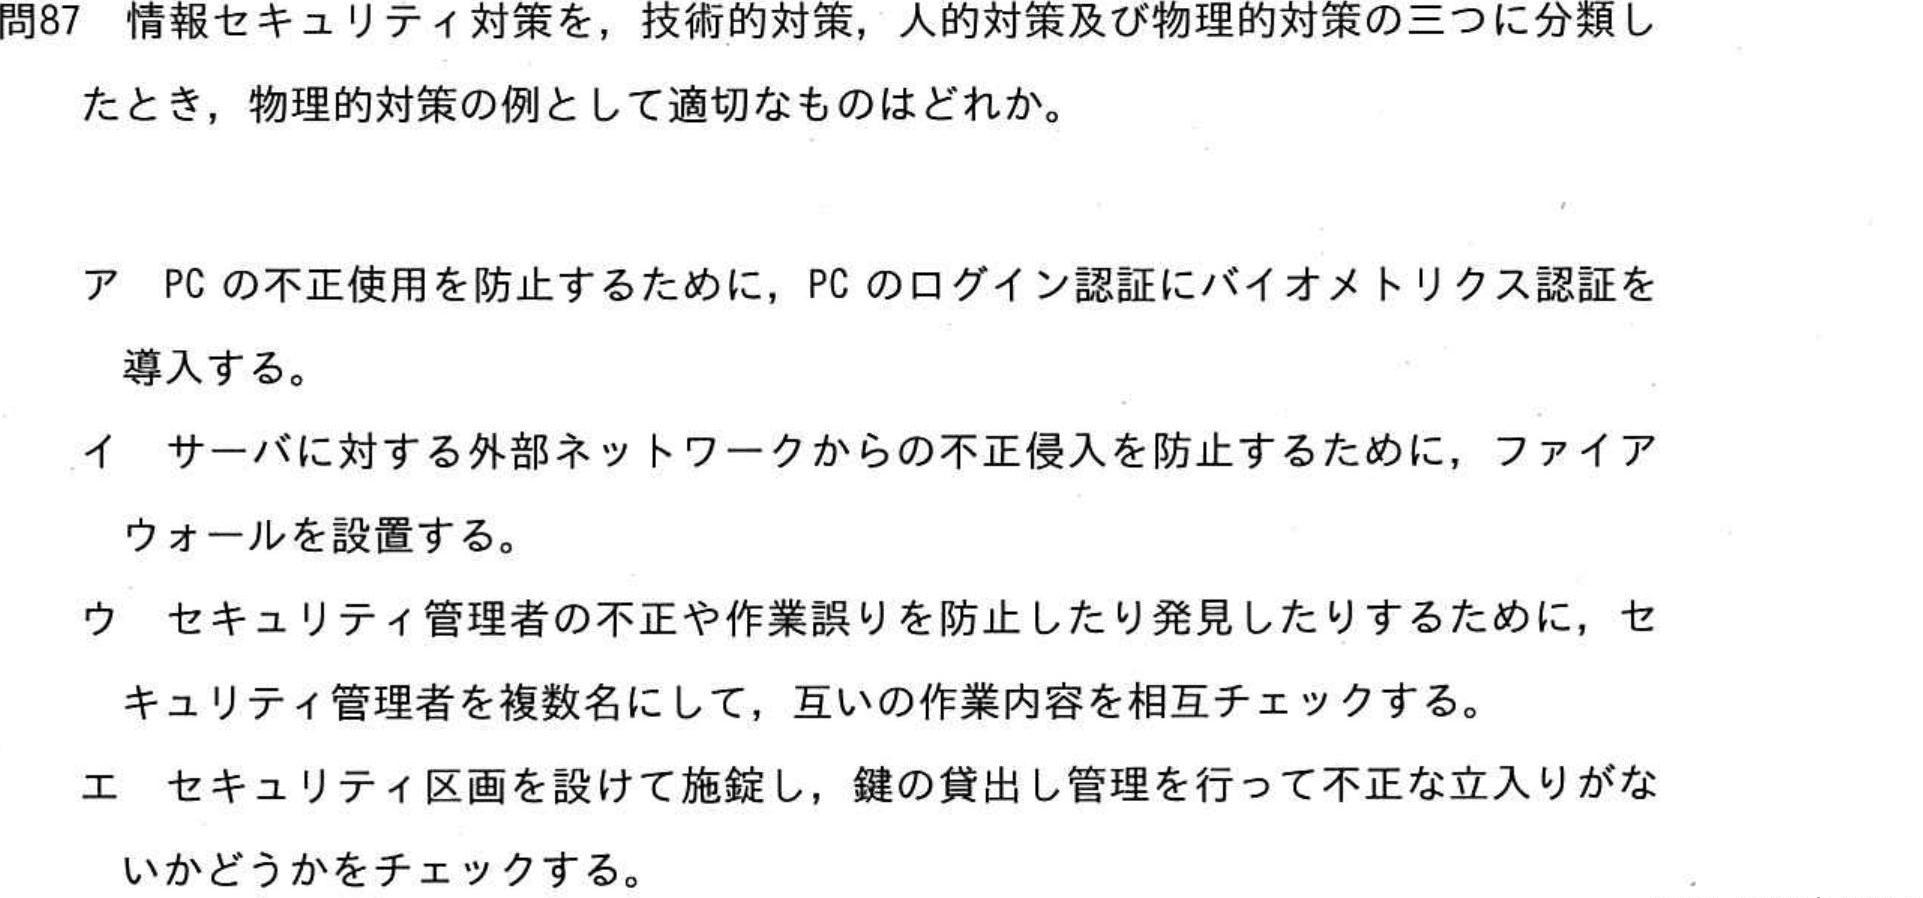 問87 情報セキュリティ対策を，技術的対策，人的対策及び物理的対策の三つに分類し
たとき，物理的対策の例として適切なものはどれか。
ア PC の不正使用を防止するために，PC のログイン認証にバイオメトリクス認証を
導入する。
イ サーバに対する外部ネットワークからの不正侵入を防止するために，ファイア
ウォールを設置する。
ウ セキュリティ管理者の不正や作業誤りを防止したり発見したりするために，セ
キュリティ管理者を複数名にして，互いの作業内容を相互チェックする。
エ セキュリティ区画を設けて施錠し，鍵の貸出し管理を行って不正な立入りがな
いかどうかをチェックする。